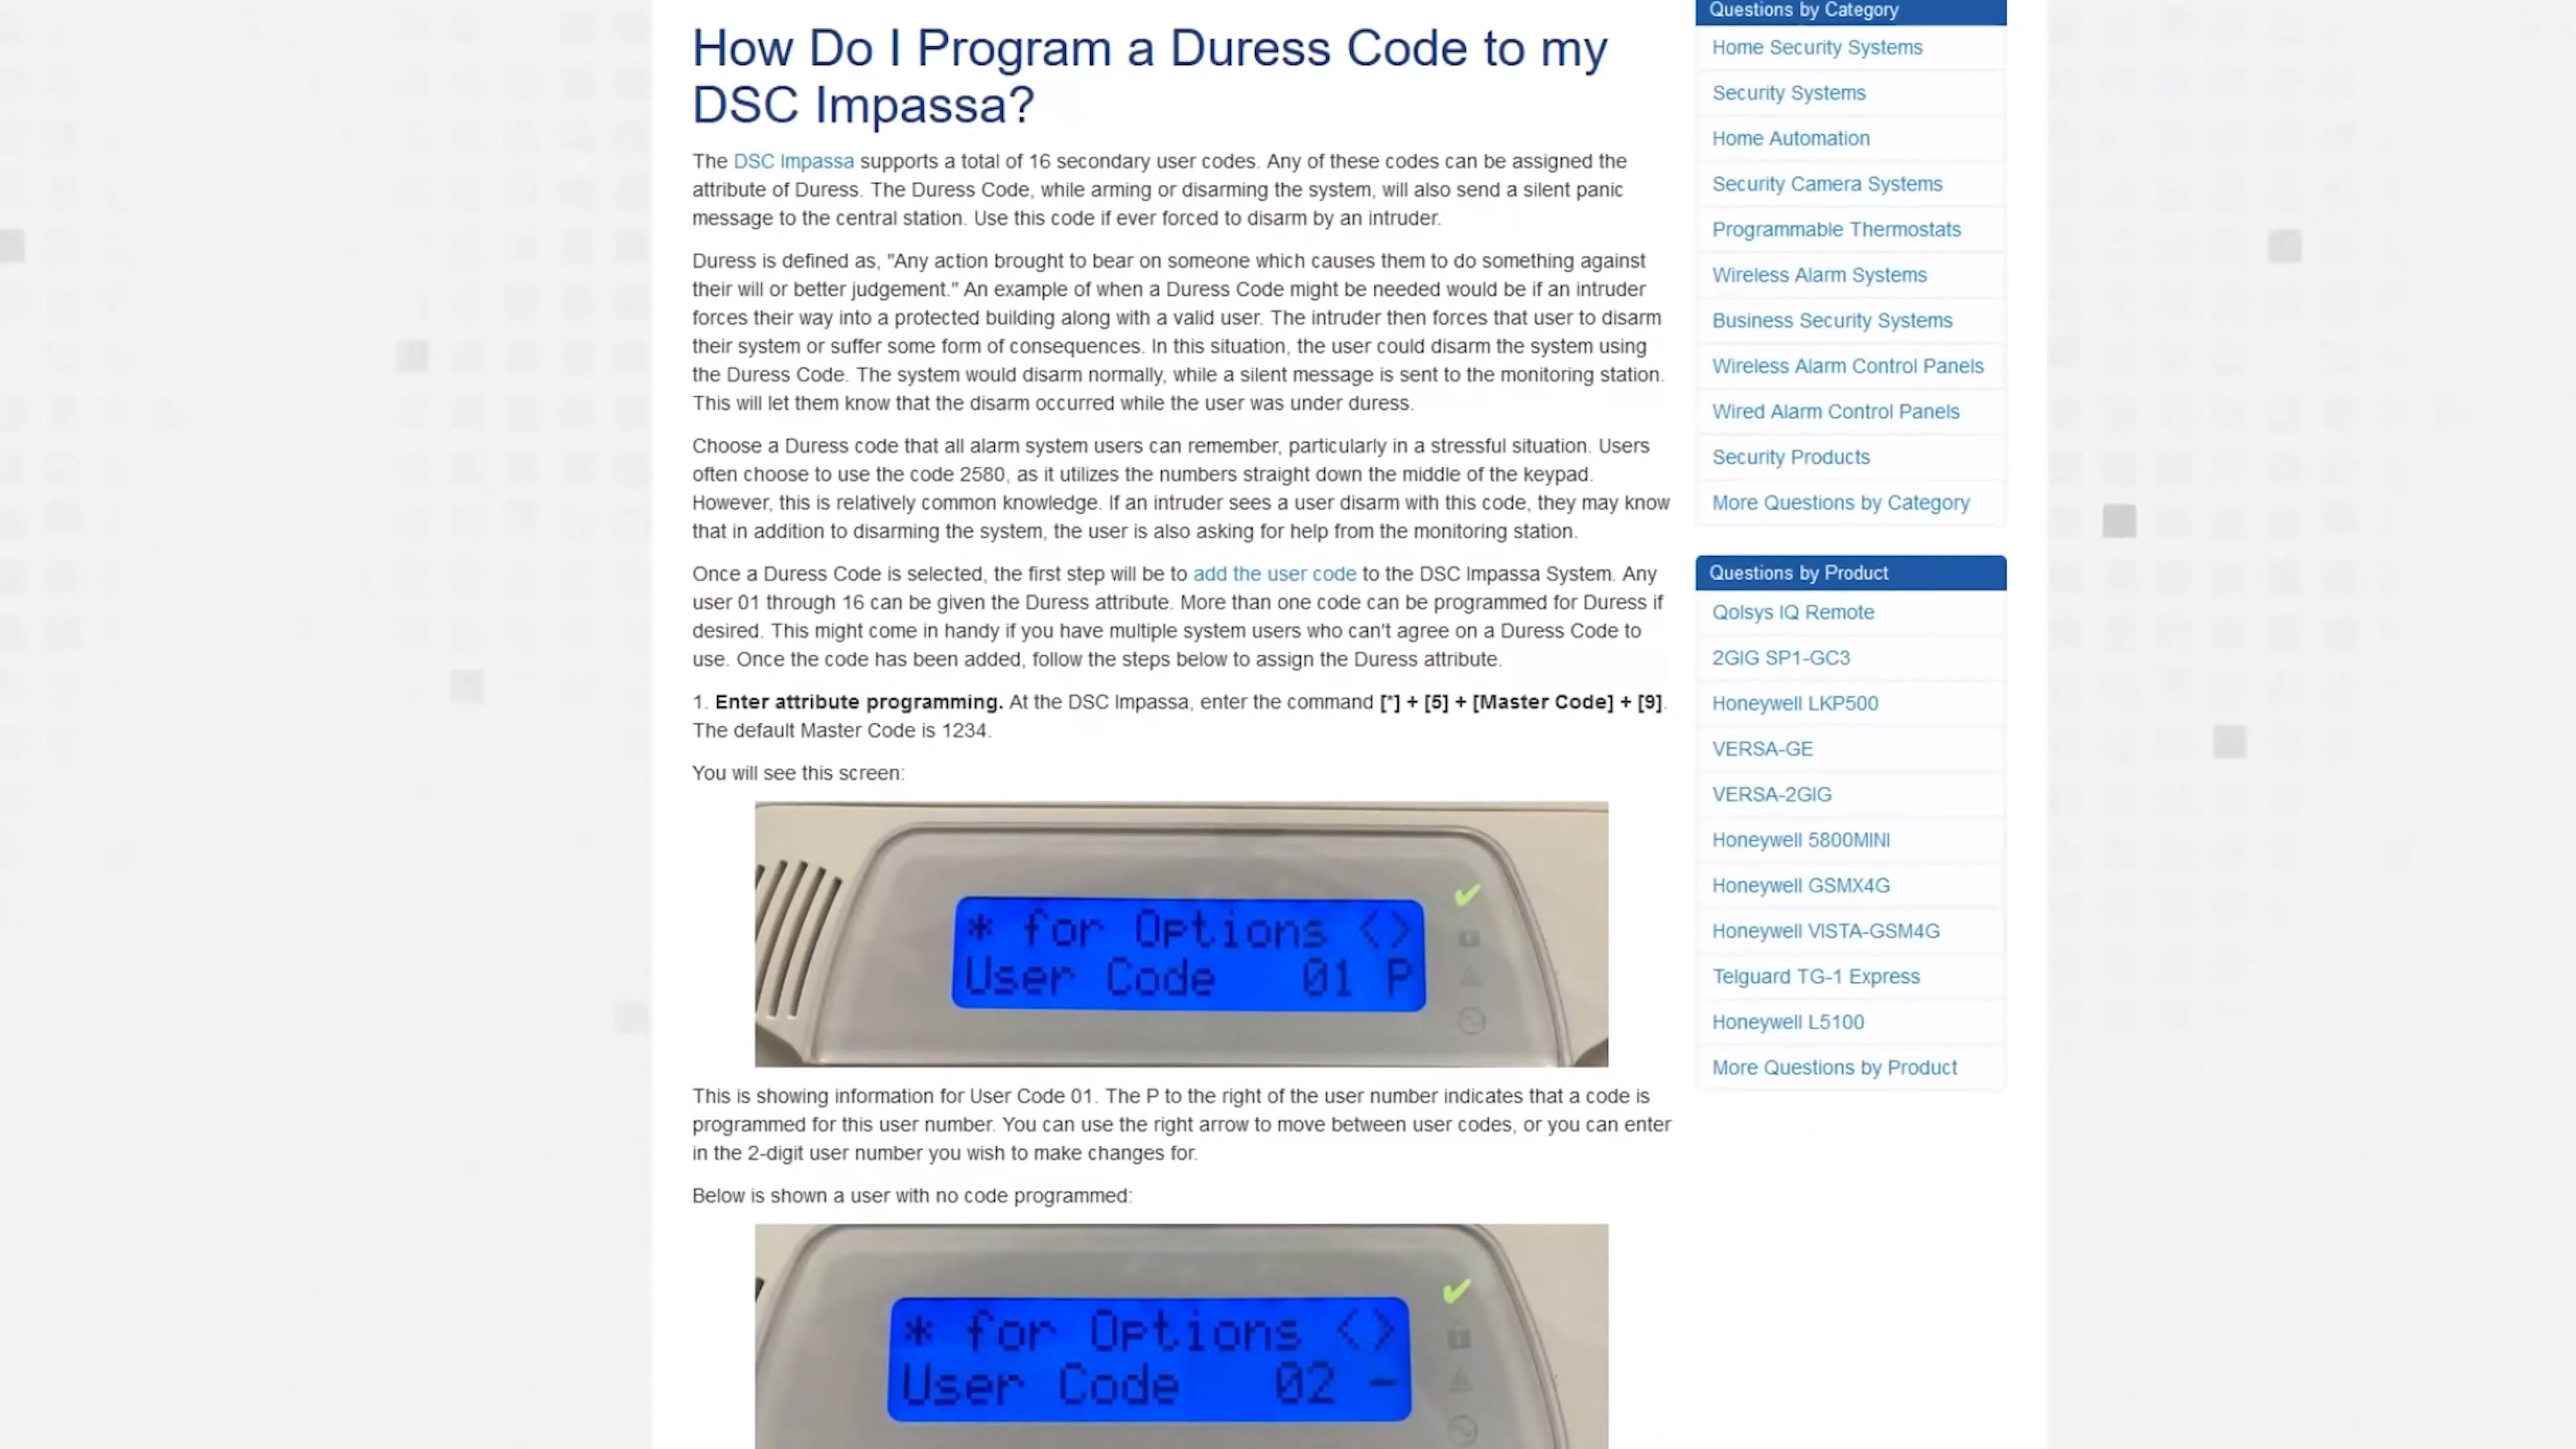 How Do I Program a Duress Code to my
DSC Impassa?
The DSC Impassa supports a total of 16 secondary user codes. Any of these codes can be assigned the
attribute of Duress. The Duress Code, while arming or disarming the system, will also send a silent panic
message to the central station. Use this code if ever forced to disarm by an intruder.
Duress is defined as, "Any action brought to bear on someone which causes them to do something against
their will or better judgement." An example of when a Duress Code might be needed would be if an intruder
forces their way into a protected building along with a valid user. The intruder then forces that user to disarm
their system or suffer some form of consequences. In this situation, the user could disarm the system using
the Duress Code. The system would disarm normally, while a silent message is sent to the monitoring station.
This will let them know that the disarm occurred while the user was under duress.
Choose a Duress code that all alarm system users can remember, particularly in a stressful situation. Users
often choose to use the code 2580, as it utilizes the numbers straight down the middle of the keypad.
However, this is relatively common knowledge. If an intruder sees a user disarm with this code, they may know
that in addition to disarming the system, the user is also asking for help from the monitoring station.
Once a Duress Code is selected, the first step will be to add the user code to the DSC Impassa System. Any
user 01 through 16 can be given the Duress attribute. More than one code can be programmed for Duress if
desired. This might come in handy if you have multiple system users who can't agree on a Duress Code to
use. Once the code has been added, follow the steps below to assign the Duress attribute.
1. Enter attribute programming. At the DSC Impassa, enter the command [*] + [5] + [Master Code] + [9].
The default Master Code is 1234.
You will see this screen:
* for Options <>
User Code 01 P
This is showing information for User Code 01. The P to the right of the user number indicates that a code is
programmed for this user number. You can use the right arrow to move between user codes, or you can enter
in the 2-digit user number you wish to make changes for.
Below is shown a user with no code programmed:
* for Options <>
User Code 02 -
Questions by Category
Home Security Systems
Security Systems
Home Automation
Security Camera Systems
Programmable Thermostats
Wireless Alarm Systems
Business Security Systems
Wireless Alarm Control Panels
Wired Alarm Control Panels
Security Products
More Questions by Category
Questions by Product
Qolsys IQ Remote
2GIG SP1-GC3
Honeywell LKP500
VERSA-GE
VERSA-2GIG
Honeywell 5800MINI
Honeywell GSMX4G
Honeywell VISTA-GSM4G
Telguard TG-1 Express
Honeywell L5100
More Questions by Product